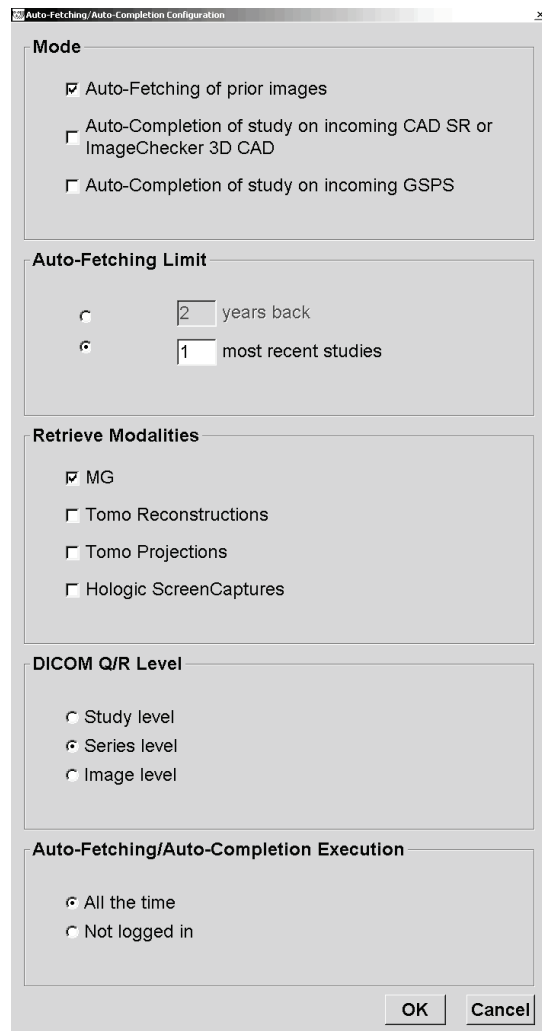 Auto-Fetching/Auto-Completion Configuration
Mode
Auto-Fetching of prior images
Auto-Completion of study on incoming CAD SR or
ImageChecker 3D CAD
Auto-Completion of study on incoming GSPS
Auto-Fetching Limit
2 years back
1 most recent studies
Retrieve Modalities
MG
Tomo Reconstructions
Tomo Projections
Hologic ScreenCaptures
DICOM Q/R Level
Study level
Series level
Image level
Auto-Fetching/Auto-Completion Execution
All the time
Not logged in
OK Cancel